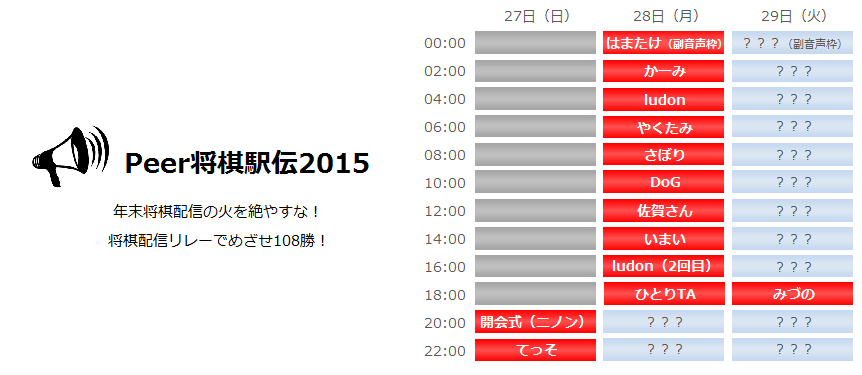 Peer将棋駅伝2015
年末将棋配信の火を絶やすな！
将棋配信リレーでめざせ108勝！
27日（日） 28日（月） 29日（火）
00:00 はまたけ（副音声枠） ？？？（副音声枠）
02:00 かーみ ？？？
04:00 ludon ？？？
06:00 やくたみ ？？？
08:00 さぼり ？？？
10:00 DoG ？？？
12:00 佐賀さん ？？？
14:00 いまい ？？？
16:00 ludon（2回目） ？？？
18:00 ひとりTA みづの
20:00 開会式（ニノン） ？？？ ？？？
22:00 てっそ ？？？ ？？？